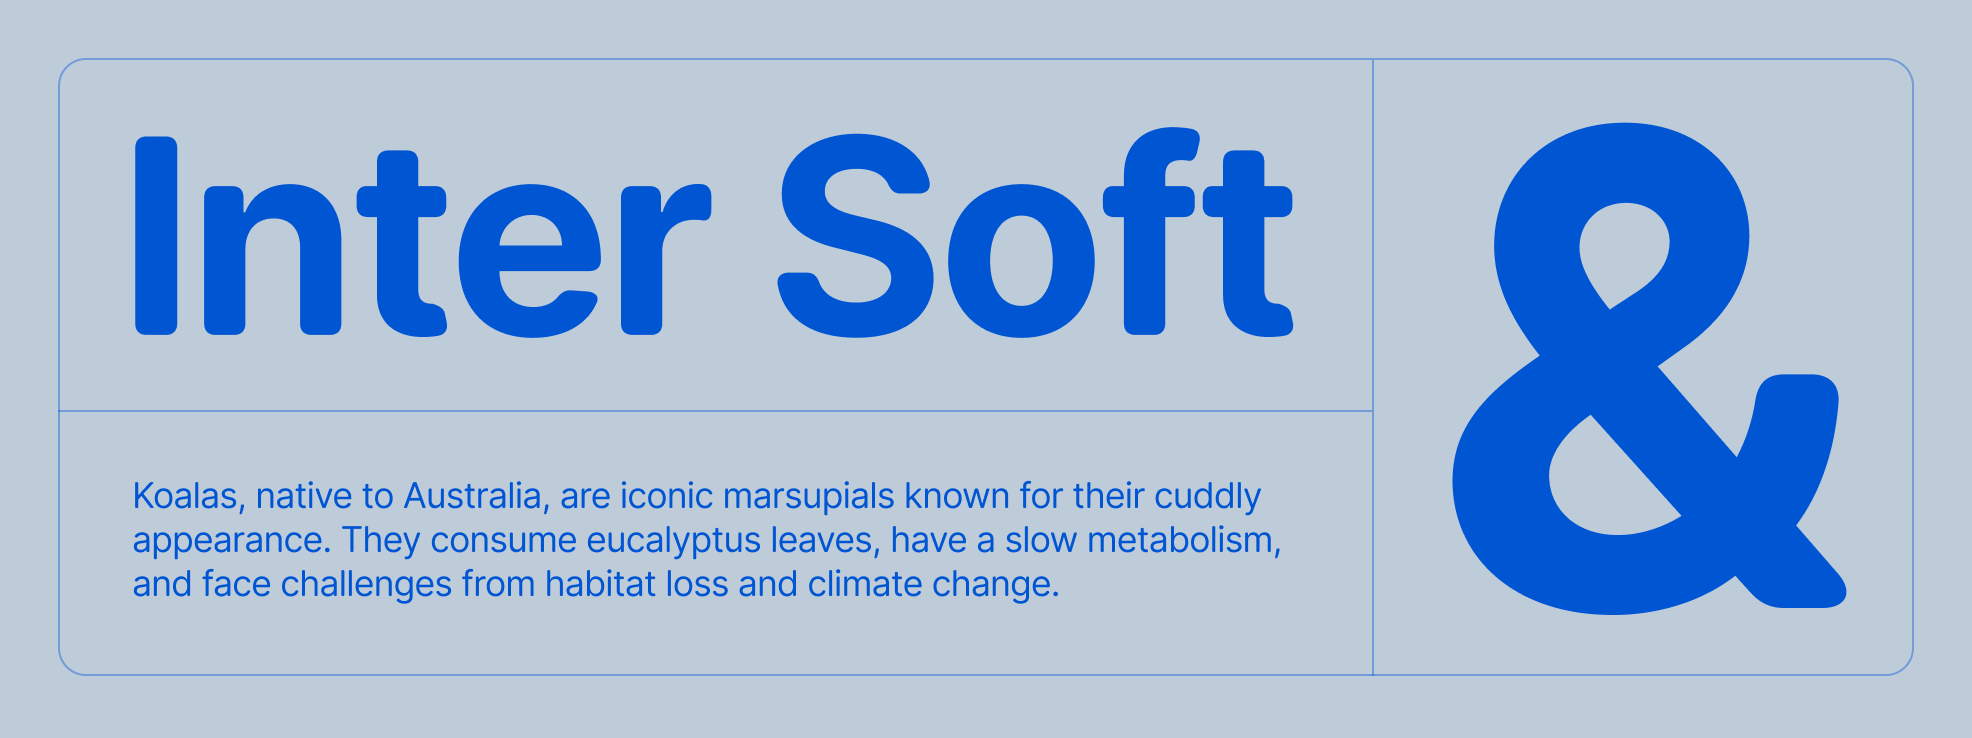 Inter Soft
&
Koalas, native to Australia, are iconic marsupials known for their cuddly
appearance. They consume eucalyptus leaves, have a slow metabolism,
and face challenges from habitat loss and climate change.